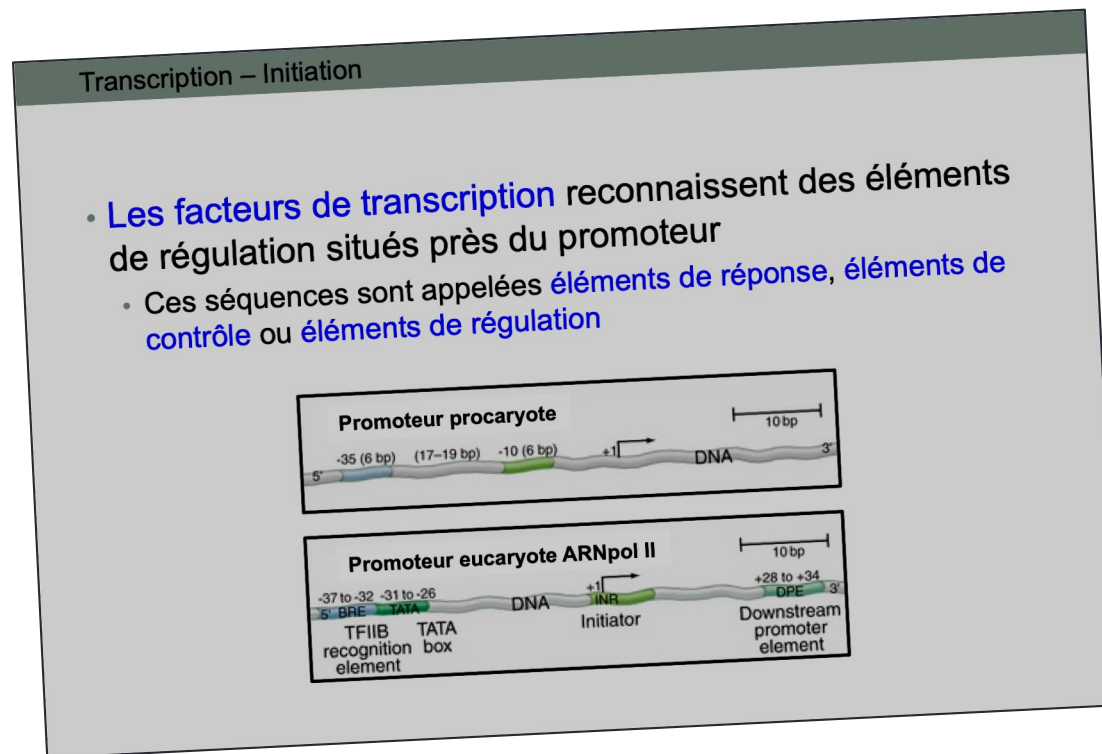 Transcription – Initiation
• Les facteurs de transcription reconnaissent des éléments
de régulation situés près du promoteur
• Ces séquences sont appelées éléments de réponse, éléments de
contrôle ou éléments de régulation
Promoteur procaryote
10 bp
-35 (6 bp) (17–19 bp) -10 (6 bp) +1
5' DNA 3'
Promoteur eucaryote ARNpol II
10 bp
-37 to -32 -31 to -26 +1 +28 to +34
5' BRE TATA DNA INR DPE 3'
TFIIB
recognition
element
TATA
box
Initiator
Downstream
promoter
element